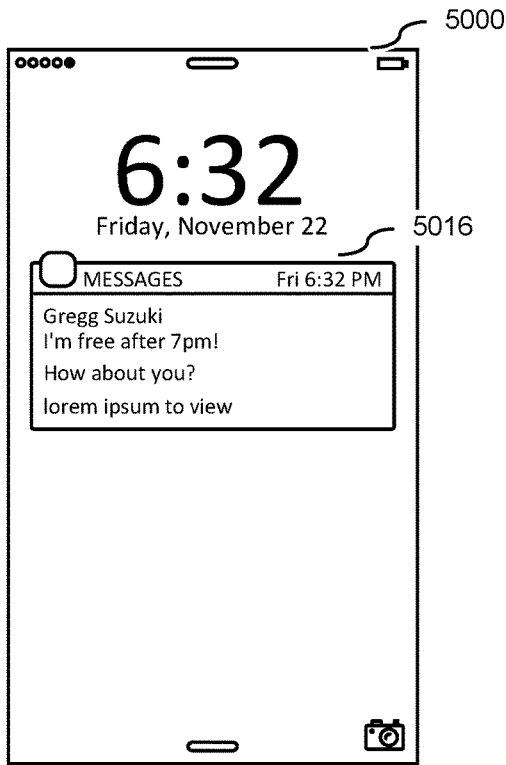 5000
6:32
Friday, November 22
5016
MESSAGES Fri 6:32 PM
Gregg Suzuki
I'm free after 7pm!
How about you?
lorem ipsum to view